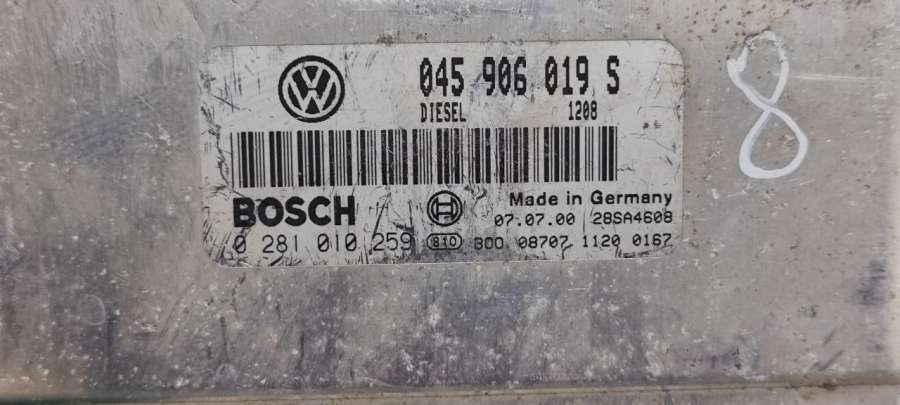 045 906 019 S
DIESEL 1208
BOSCH Made in Germany
07.07.00 28SA4608
0 281 010 259 810 BOO 08707 1120 0167
8